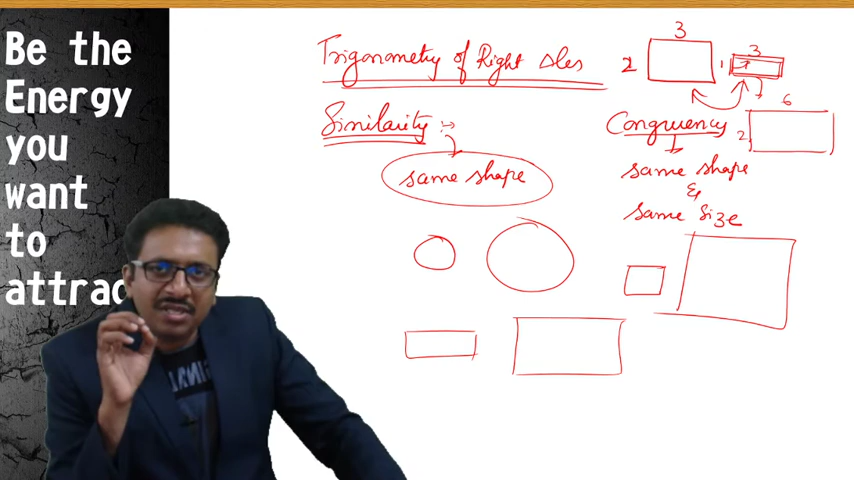 Be the
Energy
you
want
to
attrac
Trigonometry of Right Δles
Similarity :→
same shape
3
2
3
1
6
2
Congruency
same shape
&
same size